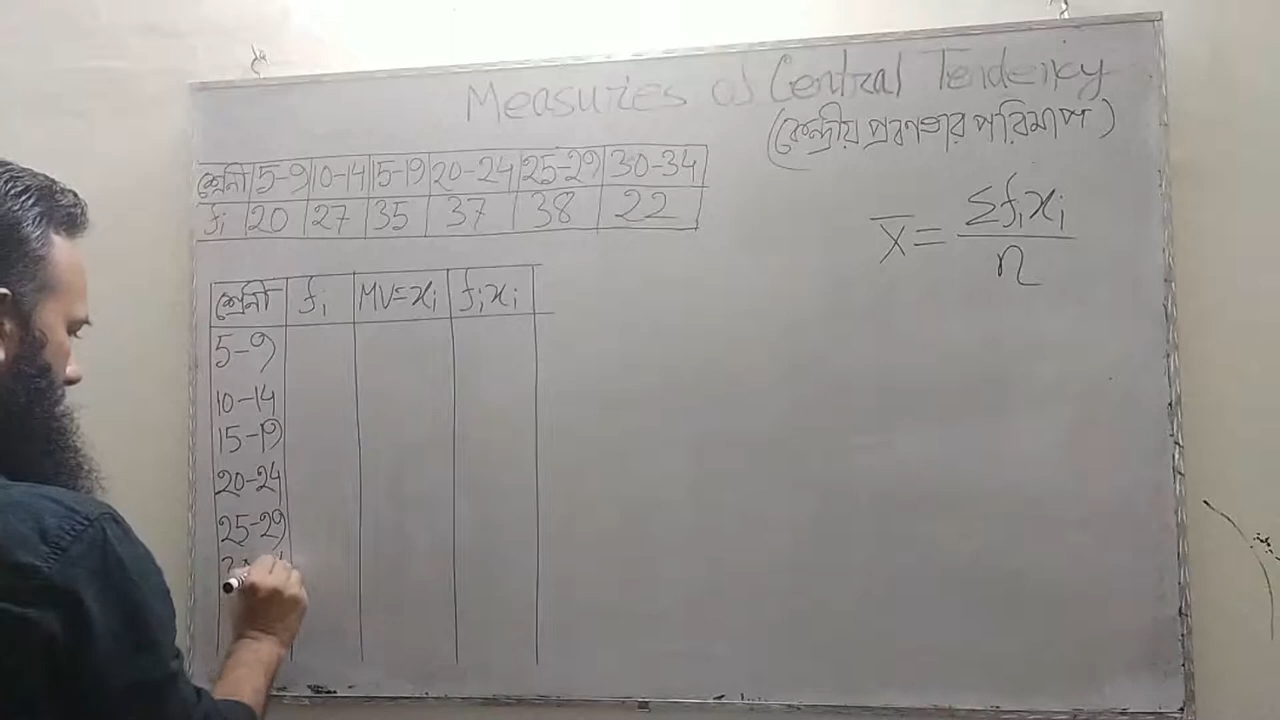 Measures of Central Tendency
(কেন্দ্রীয় প্রবণতার পরিমাপ)
শ্রেনী 5-9 10-14 15-19 20-24 25-29 30-34
fᵢ 20 27 35 37 38 22
x̅ = Σfᵢxᵢ / n
শ্রেনী fᵢ MV=xᵢ fᵢxᵢ
5-9
10-14
15-19
20-24
25-29